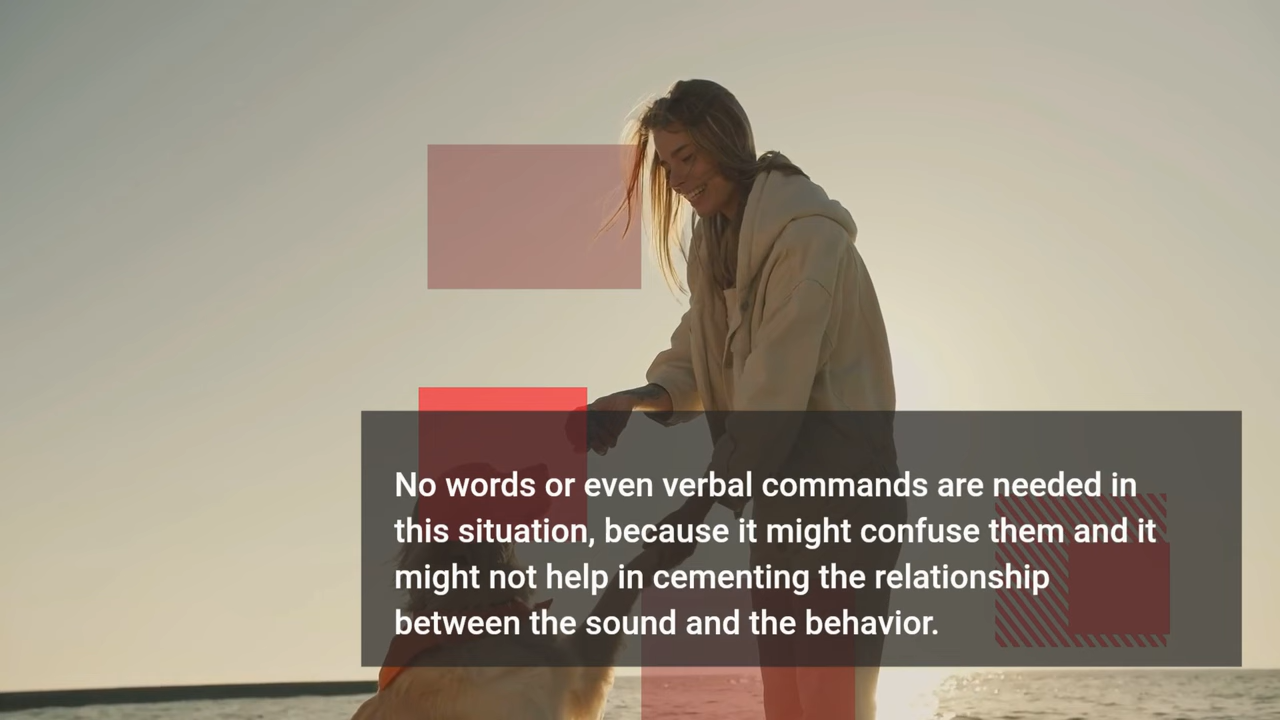 No words or even verbal commands are needed in
this situation, because it might confuse them and it
might not help in cementing the relationship
between the sound and the behavior.